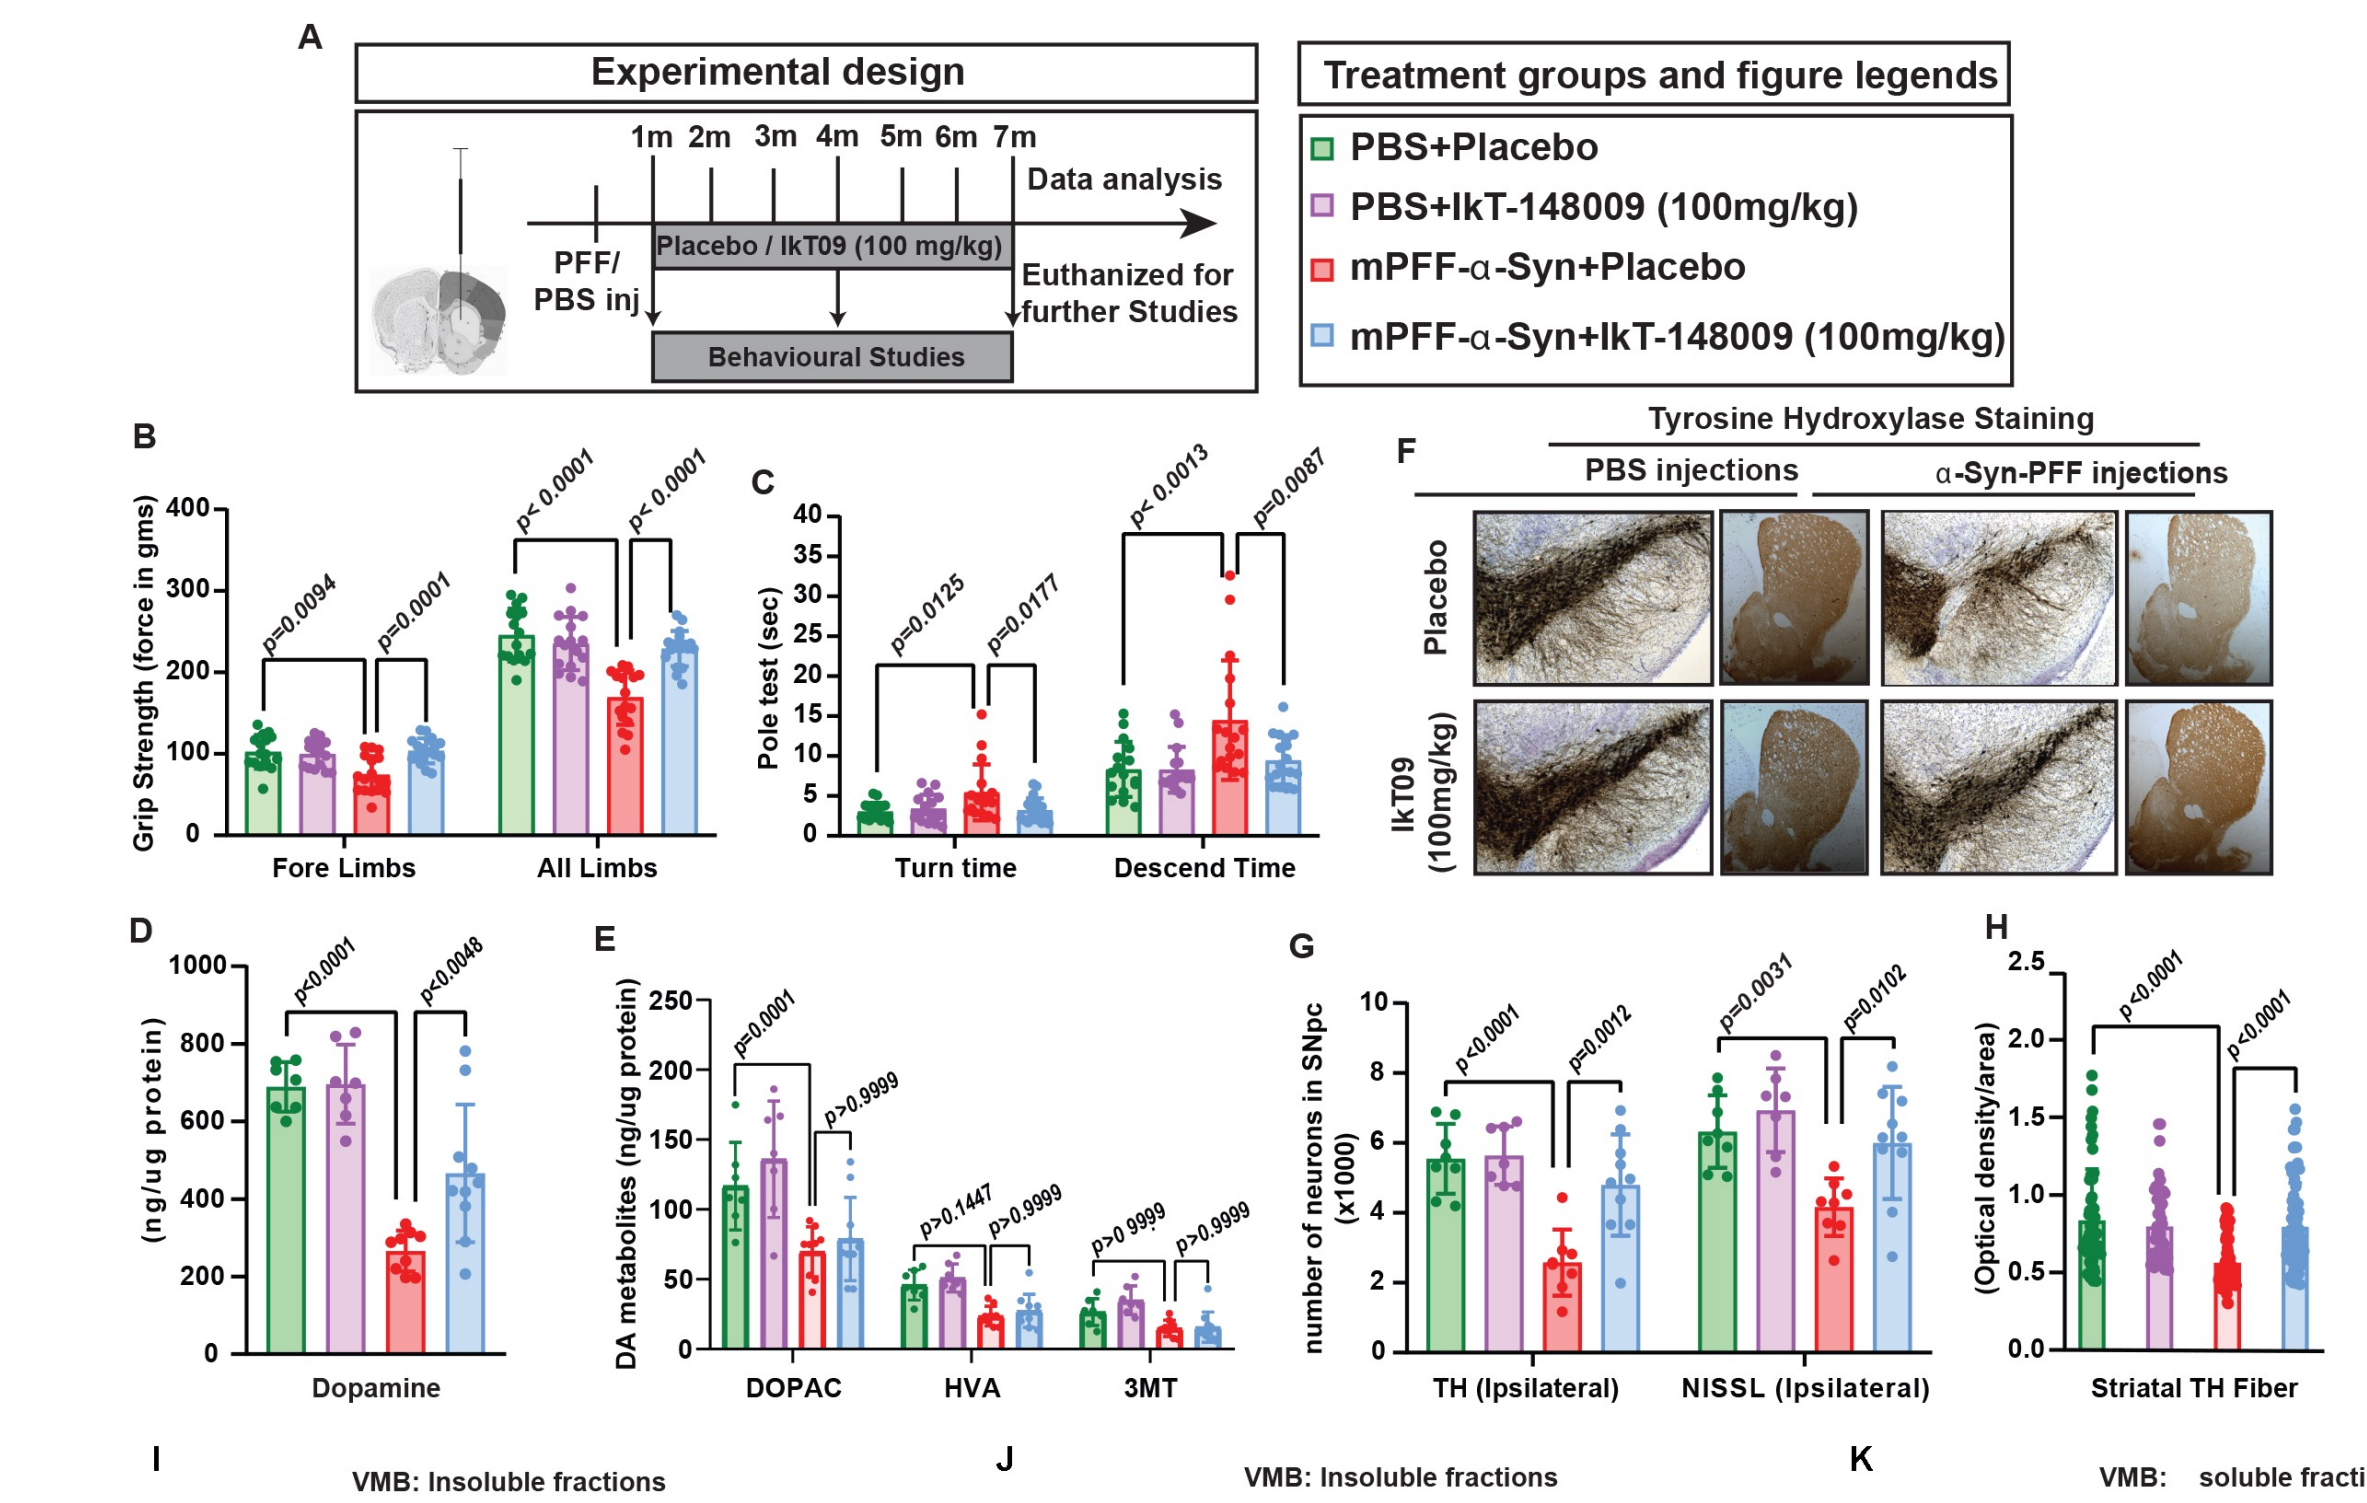 A
Experimental design
1m 2m 3m 4m 5m 6m 7m
Data analysis
Placebo / IkT09 (100 mg/kg)
PFF/
PBS inj
Euthanized for
further Studies
Behavioural Studies
Treatment groups and figure legends
PBS+Placebo
PBS+IkT-148009 (100mg/kg)
mPFF-α-Syn+Placebo
mPFF-α-Syn+IkT-148009 (100mg/kg)
B
Grip Strength (force in gms)
400
300
200
100
0
p=0.0094
p=0.0001
p< 0.0001
p< 0.0001
Fore Limbs
All Limbs
C
Pole test (sec)
40
35
30
25
20
15
10
5
0
p=0.0125
p=0.0177
p< 0.0013
p=0.0087
Turn time
Descend Time
F
Tyrosine Hydroxylase Staining
PBS injections
α-Syn-PFF injections
Placebo
IkT09
(100mg/kg)
D
(ng/ug protein)
1000
800
600
400
200
0
p<0.0001
p<0.0048
Dopamine
E
DA metabolites (ng/ug protein)
250
200
150
100
50
0
p=0.0001
p>0.9999
p>0.1447
p>0.9999
p>0 9999
p>0.9999
DOPAC
HVA
3MT
G
number of neurons in SNpc
(x1000)
10
8
6
4
2
0
p<0.0001
p=0.0012
p=0.0031
p=0.0102
TH (Ipsilateral)
NISSL (Ipsilateral)
H
(Optical density/area)
2.5
2.0
1.5
1.0
0.5
0.0
p<0.0001
p<0.0001
Striatal TH Fiber
I
VMB: Insoluble fractions
J
VMB: Insoluble fractions
K
VMB: soluble fracti